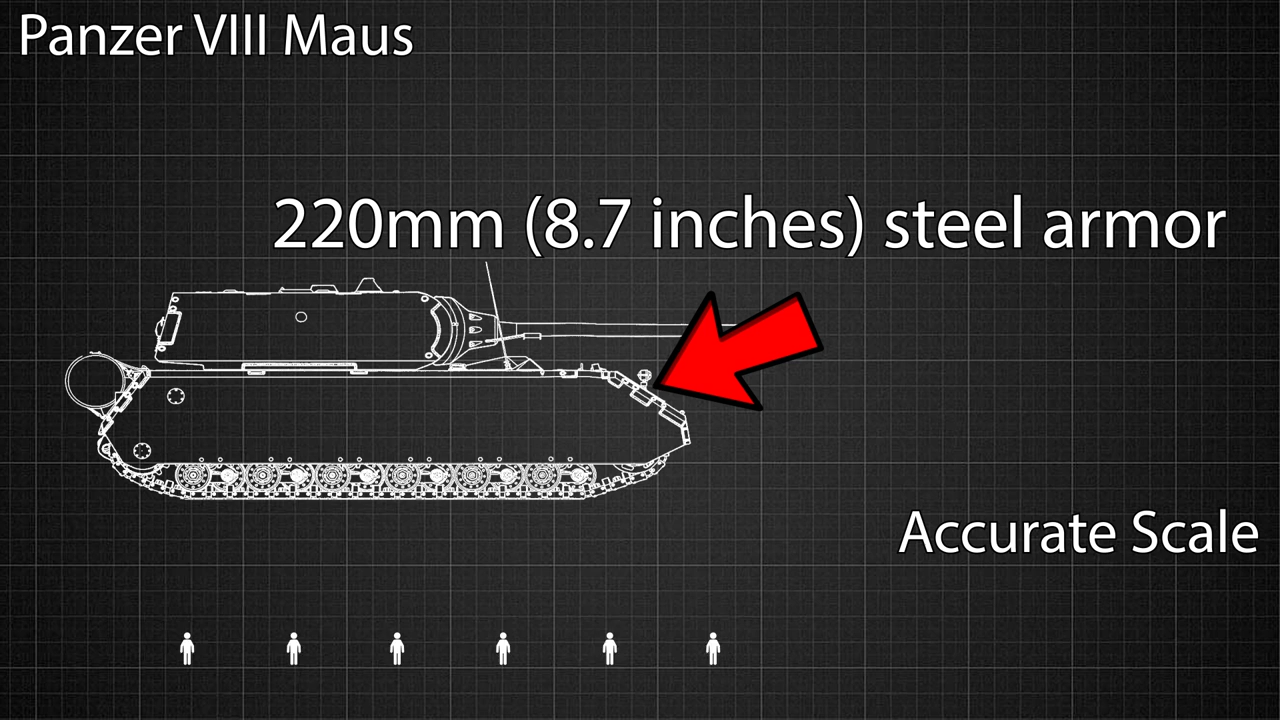 Panzer VIII Maus
220mm (8.7 inches) steel armor
Accurate Scale